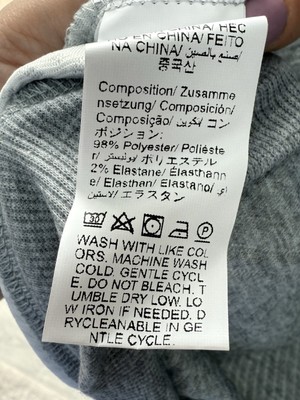 NA CHINA/
중국산
Composition/ Zusamme
nsetzung/ Composición/
Composição/ تكوين/ コン
ポジション:
98% Polyester/ Poliéste
r/ بوليستر/ ポリエステル
2% Elastane/ Élasthann
e/ Elasthan/ Elastano/
エラスタン
30
P
WASH WITH LIKE COL
ORS. MACHINE WASH
COLD. GENTLE CYCL
E. DO NOT BLEACH. T
UMBLE DRY LOW. LO
W IRON IF NEEDED. D
RYCLEANABLE IN GE
NTLE CYCLE.